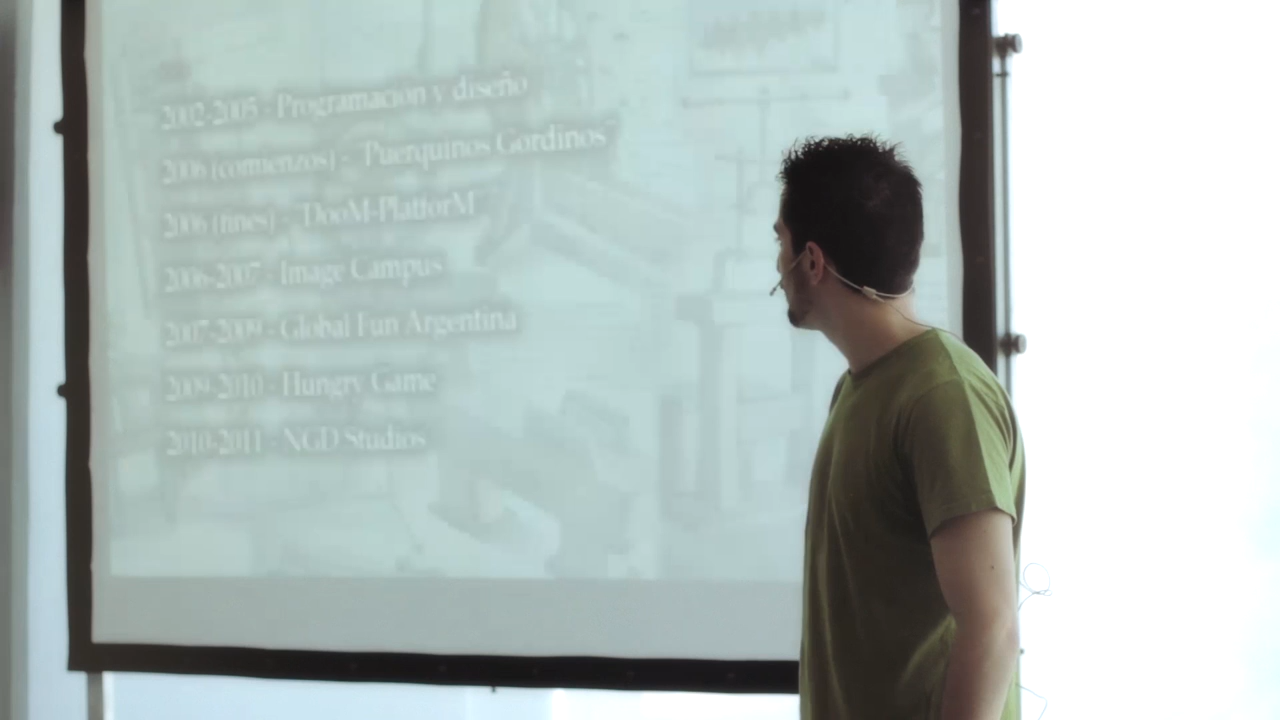 2002-2005 - Programación y diseño
2006 (comienzos) - "Puerquinos Gordinos"
2006 (fines) - DooM-PlatforM
2006-2007 - Image Campus
2007-2009 - Global Fun Argentina
2009-2010 - Hungry Game
2010-2011 - NGD Studios